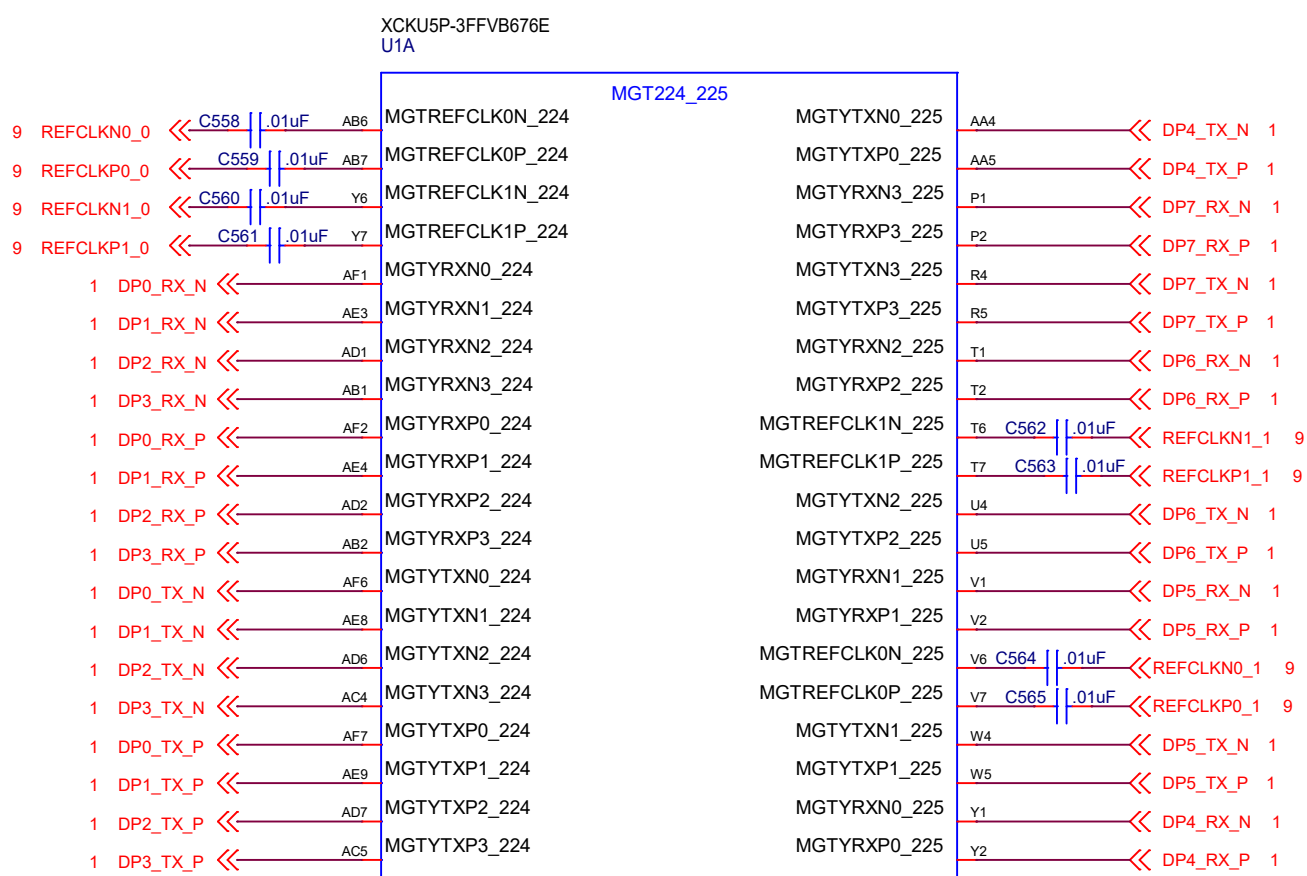 XCKU5P-3FFVB676E
U1A
MGT224_225
9 REFCLKN0_0 C558 .01uF AB6 MGTREFCLK0N_224 MGTYTXN0_225 AA4 DP4_TX_N 1
9 REFCLKP0_0 C559 .01uF AB7 MGTREFCLK0P_224 MGTYTXP0_225 AA5 DP4_TX_P 1
9 REFCLKN1_0 C560 .01uF Y6 MGTREFCLK1N_224 MGTYRXN3_225 P1 DP7_RX_N 1
9 REFCLKP1_0 C561 .01uF Y7 MGTREFCLK1P_224 MGTYRXP3_225 P2 DP7_RX_P 1
1 DP0_RX_N AF1 MGTYRXN0_224 MGTYTXN3_225 R4 DP7_TX_N 1
1 DP1_RX_N AE3 MGTYRXN1_224 MGTYTXP3_225 R5 DP7_TX_P 1
1 DP2_RX_N AD1 MGTYRXN2_224 MGTYRXN2_225 T1 DP6_RX_N 1
1 DP3_RX_N AB1 MGTYRXN3_224 MGTYRXP2_225 T2 DP6_RX_P 1
1 DP0_RX_P AF2 MGTYRXP0_224 MGTREFCLK1N_225 T6 C562 .01uF REFCLKN1_1 9
1 DP1_RX_P AE4 MGTYRXP1_224 MGTREFCLK1P_225 T7 C563 .01uF REFCLKP1_1 9
1 DP2_RX_P AD2 MGTYRXP2_224 MGTYTXN2_225 U4 DP6_TX_N 1
1 DP3_RX_P AB2 MGTYRXP3_224 MGTYTXP2_225 U5 DP6_TX_P 1
1 DP0_TX_N AF6 MGTYTXN0_224 MGTYRXN1_225 V1 DP5_RX_N 1
1 DP1_TX_N AE8 MGTYTXN1_224 MGTYRXP1_225 V2 DP5_RX_P 1
1 DP2_TX_N AD6 MGTYTXN2_224 MGTREFCLK0N_225 V6 C564 .01uF REFCLKN0_1 9
1 DP3_TX_N AC4 MGTYTXN3_224 MGTREFCLK0P_225 V7 C565 .01uF REFCLKP0_1 9
1 DP0_TX_P AF7 MGTYTXP0_224 MGTYTXN1_225 W4 DP5_TX_N 1
1 DP1_TX_P AE9 MGTYTXP1_224 MGTYTXP1_225 W5 DP5_TX_P 1
1 DP2_TX_P AD7 MGTYTXP2_224 MGTYRXN0_225 Y1 DP4_RX_N 1
1 DP3_TX_P AC5 MGTYTXP3_224 MGTYRXP0_225 Y2 DP4_RX_P 1